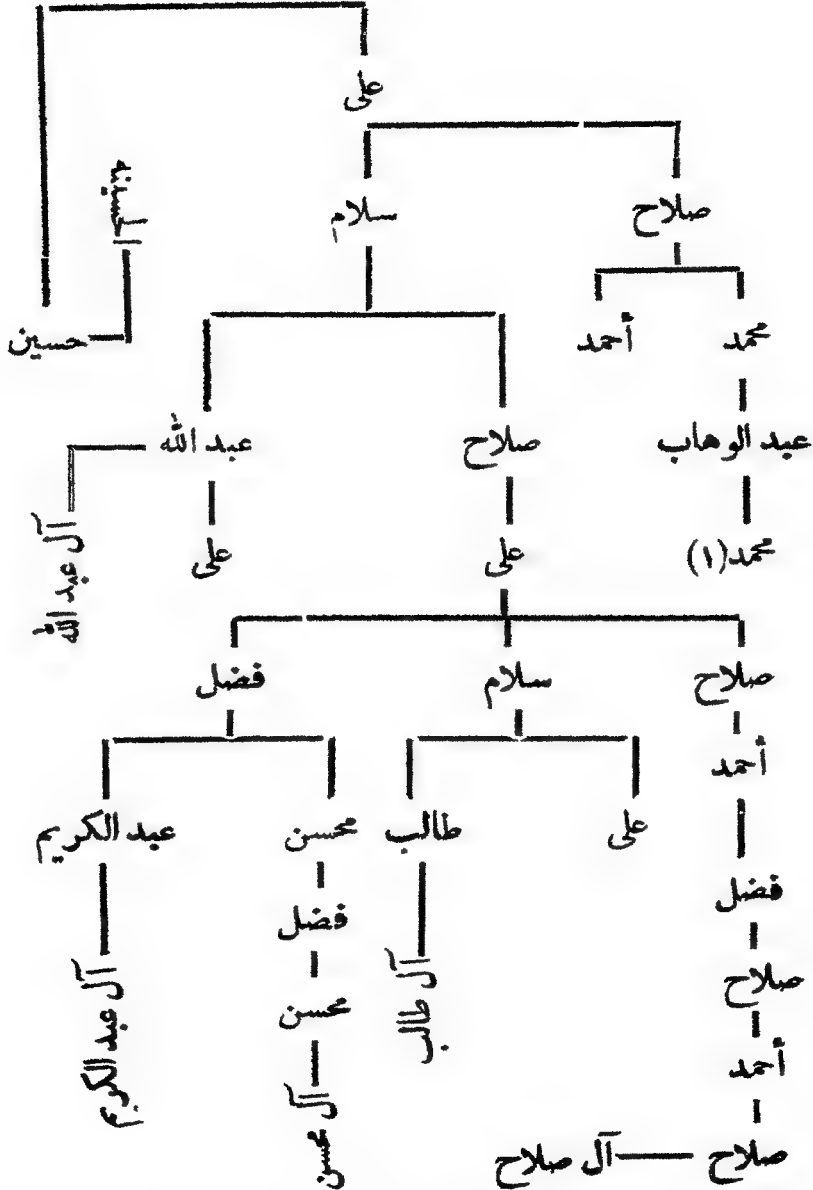 على
صلاح
سلام
الحسينيه
محمد
أحمد
حسين
عبد الوهاب
صلاح
عبد الله
محمد (١)
على
على
آل عبد الله
صلاح
سلام
فضل
أحمد
على
طالب
محسن
عبد الكريم
فضل
فضل
صلاح
آل طالب
محسن
آل عبد الكريم
أحمد
آل محسن
صلاح
آل صلاح